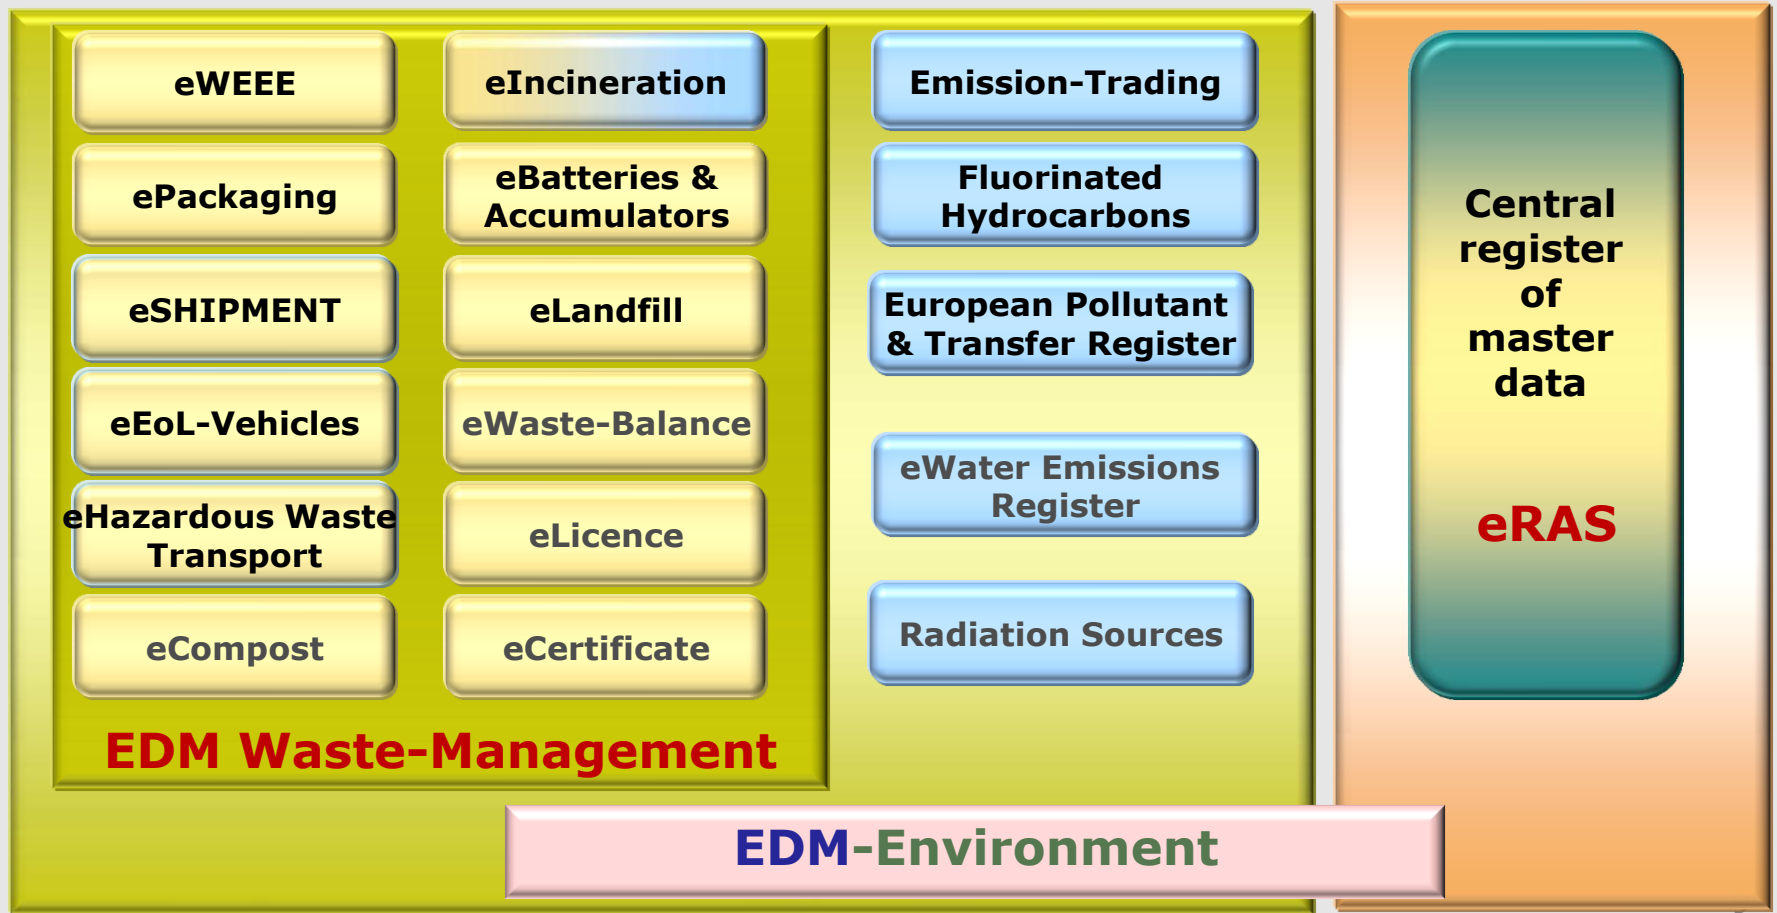 eWEEE
eIncineration
Emission-Trading
ePackaging
eBatteries &
Accumulators
Fluorinated
Hydrocarbons
eSHIPMENT
eLandfill
European Pollutant
& Transfer Register
eEoL-Vehicles
eWaste-Balance
eWater Emissions
Register
eHazardous Waste
Transport
eLicence
eCompost
eCertificate
Radiation Sources
EDM Waste-Management
Central
register
of
master
data
eRAS
EDM-Environment